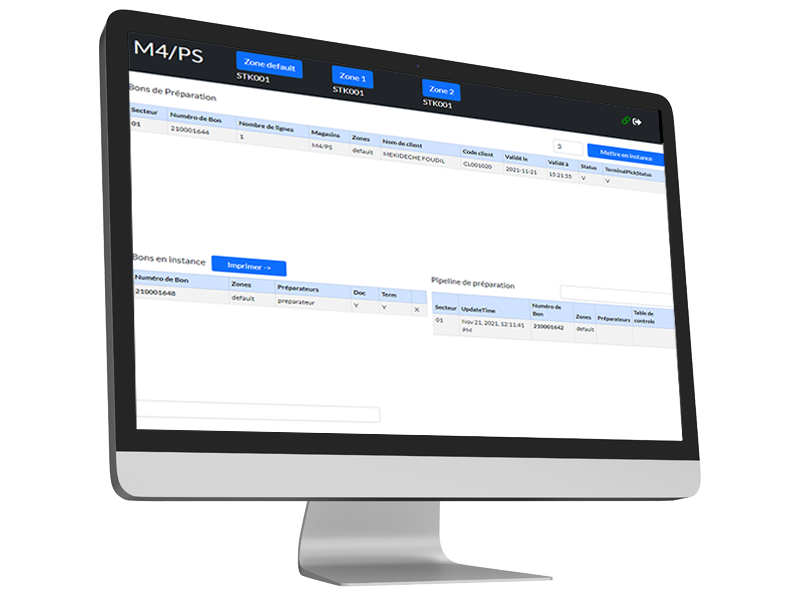 M4/PS
Zone default Zone 1 Zone 2
STK001 STK001 STK001
Bons de Préparation
3 Mettre en instance
Secteur Numéro de Bon Nombre de lignes Magasins Zones Nom de client Code client Validé le Validé à Status TerminalPickStatus
01 210001644 1 M4/PS default MEKIDECHE FOUDIL CL001020 2021-11-21 15:21:35 V V
Bons en instance Imprimer ->
Numéro de Bon Zones Préparateurs Doc Term
210001648 default preparateur Y Y X
Pipeline de préparation
Secteur UpdateTime Numéro de Bon Zones Préparateurs Table de controle
01 Nov 21, 2021, 12:11:41 PM 210001642 default